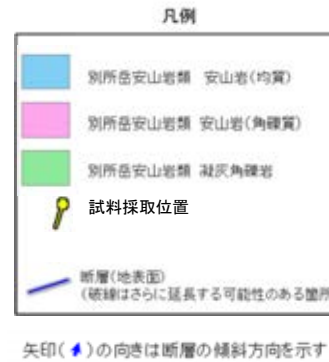 凡例
別所岳安山岩類 安山岩(均質)
別所岳安山岩類 安山岩(角礫質)
別所岳安山岩類 凝灰角礫岩
試料採取位置
断層(地表面)
(破線はさらに延長する可能性のある箇所
矢印( )の向きは断層の傾斜方向を示す